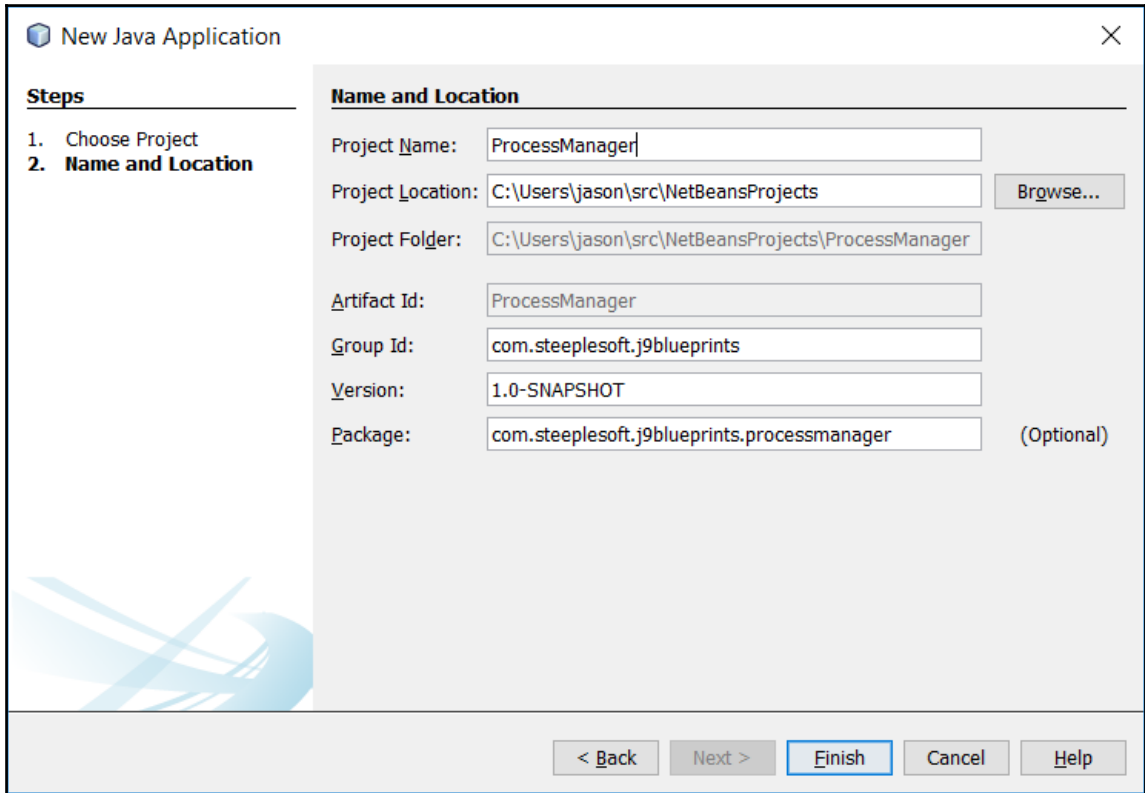 New Java Application
Steps
1. Choose Project
2. Name and Location
Name and Location
Project Name: ProcessManager
Project Location: C:\Users\jason\src\NetBeansProjects Browse...
Project Folder: C:\Users\jason\src\NetBeansProjects\ProcessManager
Artifact Id: ProcessManager
Group Id: com.steeplesoft.j9blueprints
Version: 1.0-SNAPSHOT
Package: com.steeplesoft.j9blueprints.processmanager (Optional)
< Back Next > Finish Cancel Help